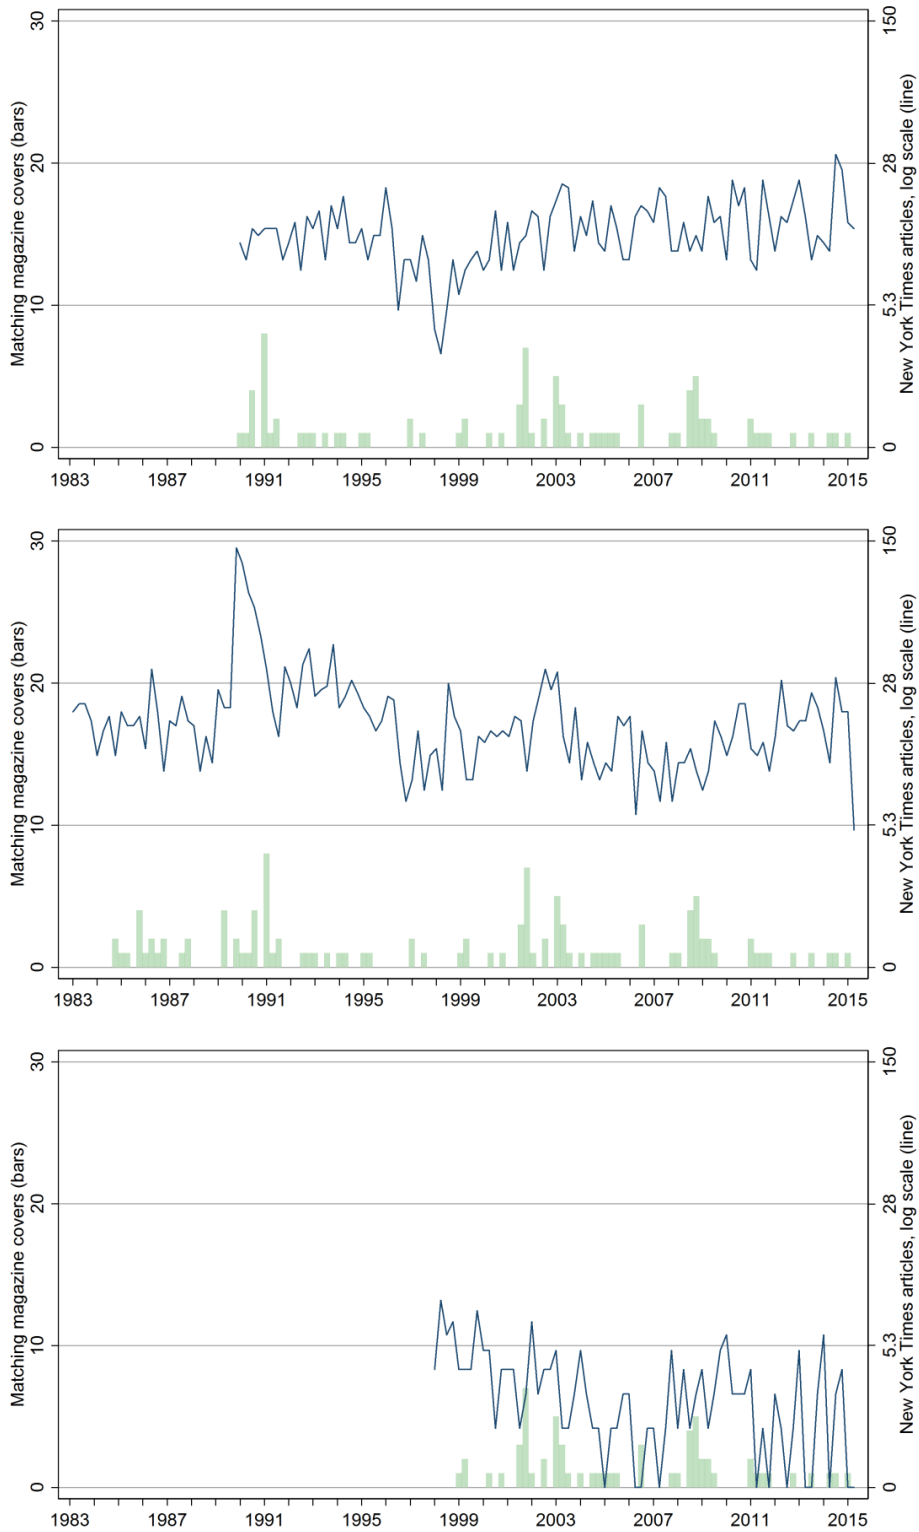 Matching magazine covers (bars)
30
20
10
0
150
28
5.3
0
New York Times articles, log scale (line)
1983 1987 1991 1995 1999 2003 2007 2011 2015
Matching magazine covers (bars)
30
20
10
0
150
28
5.3
0
New York Times articles, log scale (line)
1983 1987 1991 1995 1999 2003 2007 2011 2015
Matching magazine covers (bars)
30
20
10
0
150
28
5.3
0
New York Times articles, log scale (line)
1983 1987 1991 1995 1999 2003 2007 2011 2015